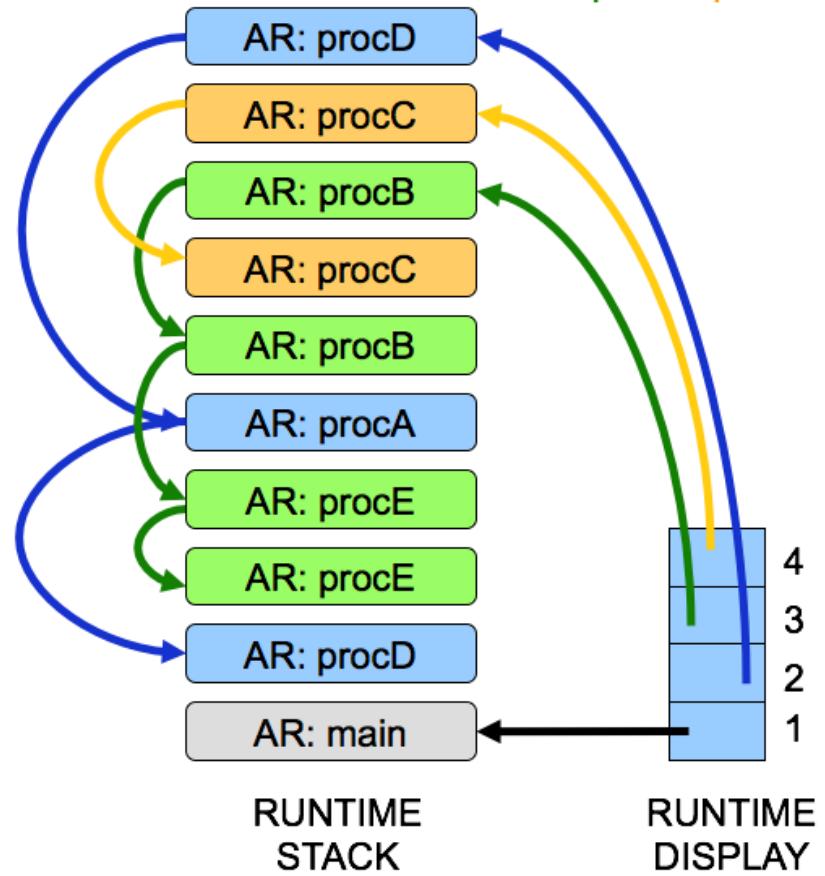 AR: procD
AR: procC
AR: procB
AR: procC
AR: procB
AR: procA
AR: procE
AR: procE
AR: procD
AR: main
4
3
2
1
RUNTIME
STACK
RUNTIME
DISPLAY